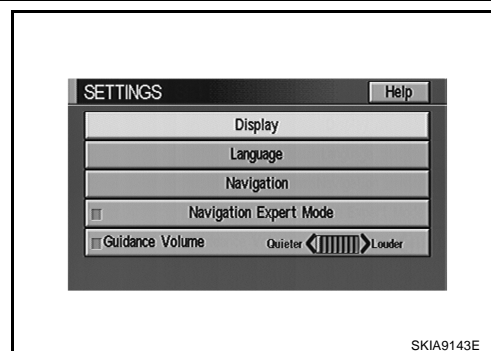 SETTINGS Help
Display
Language
Navigation
Navigation Expert Mode
Guidance Volume Quieter Louder
SKIA9143E